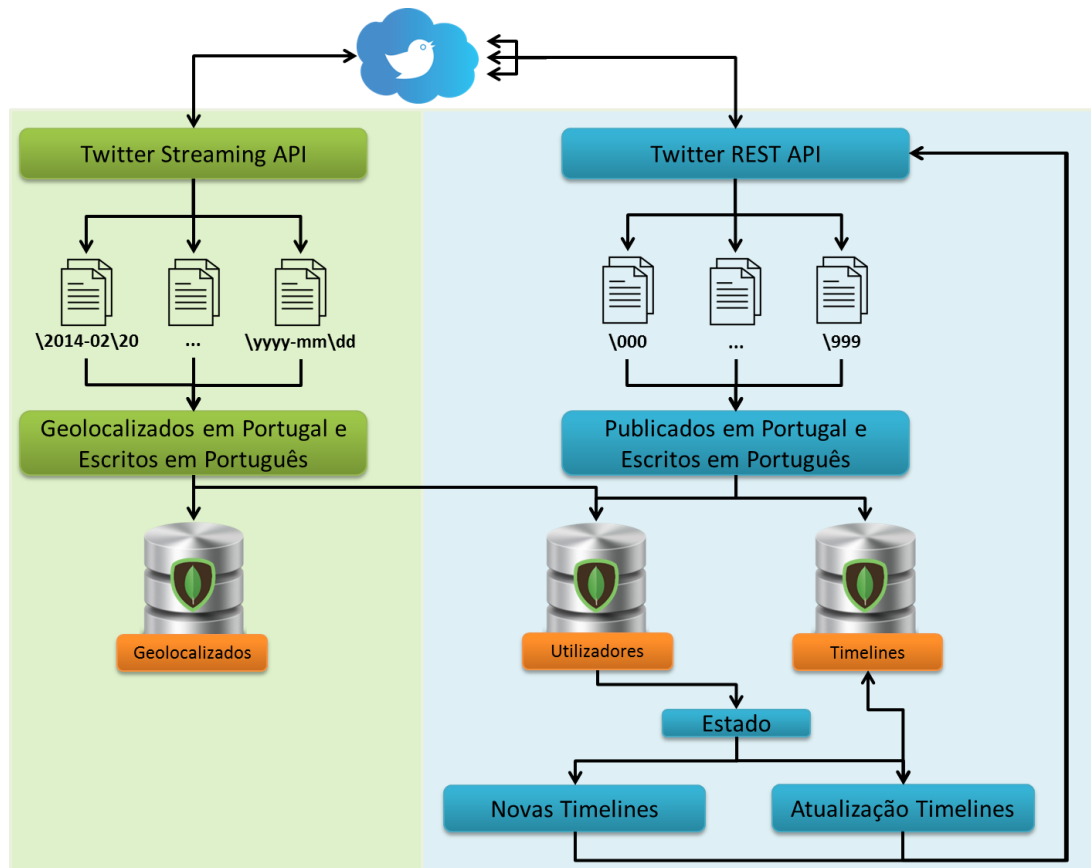 Twitter Streaming API
Twitter REST API
\2014-02\20
...
\yyyy-mm\dd
\000
...
\999
Geolocalizados em Portugal e
Escritos em Português
Publicados em Portugal e
Escritos em Português
Geolocalizados
Utilizadores
Timelines
Estado
Novas Timelines
Atualização Timelines